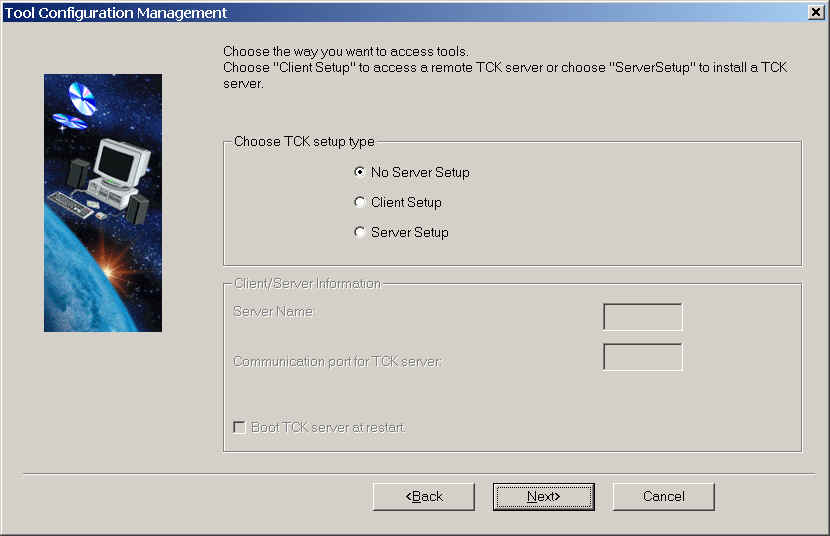 Tool Configuration Management
Choose the way you want to access tools.
Choose "Client Setup" to access a remote TCK server or choose "ServerSetup" to install a TCK
server.
Choose TCK setup type
No Server Setup
Client Setup
Server Setup
Client/Server Information
Server Name:
Communication port for TCK server:
Boot TCK server at restart.
<Back
Next>
Cancel